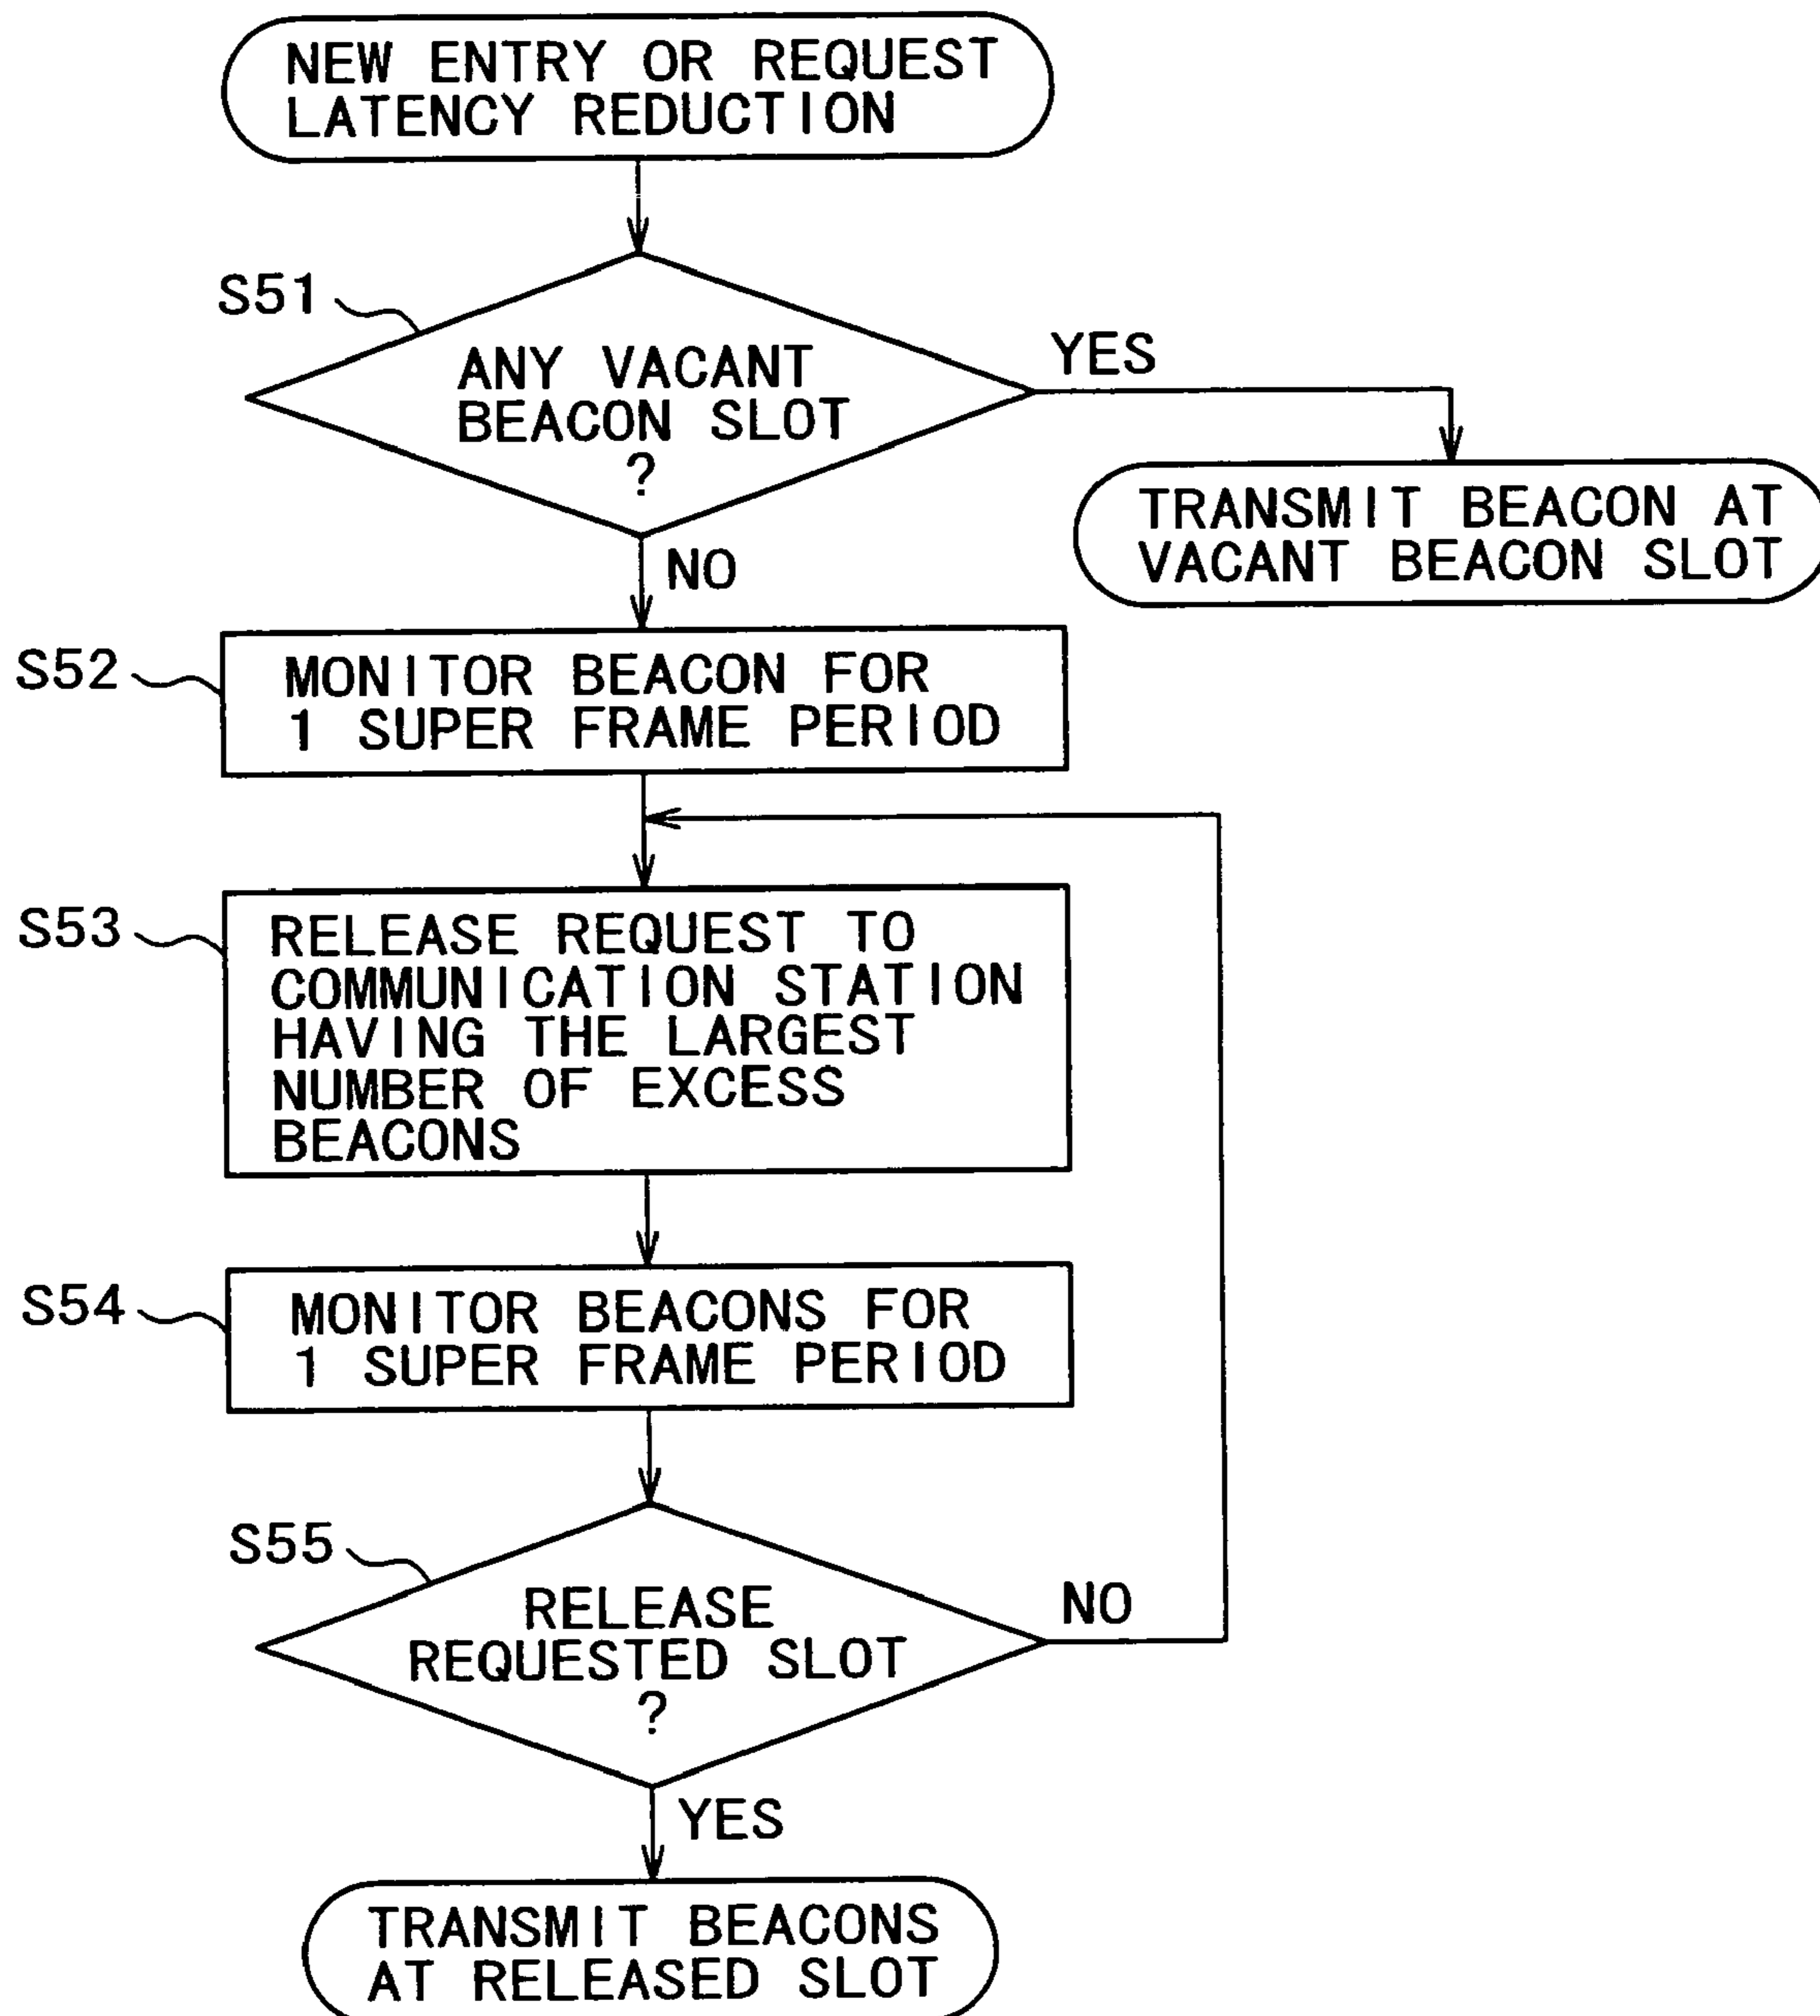 NEW ENTRY OR REQUEST
LATENCY REDUCTION
S51
ANY VACANT
BEACON SLOT
?
YES
TRANSMIT BEACON AT
VACANT BEACON SLOT
NO
S52
MONITOR BEACON FOR
1 SUPER FRAME PERIOD
S53
RELEASE REQUEST TO
COMMUNICATION STATION
HAVING THE LARGEST
NUMBER OF EXCESS
BEACONS
S54
MONITOR BEACONS FOR
1 SUPER FRAME PERIOD
S55
RELEASE
REQUESTED SLOT
?
NO
YES
TRANSMIT BEACONS
AT RELEASED SLOT